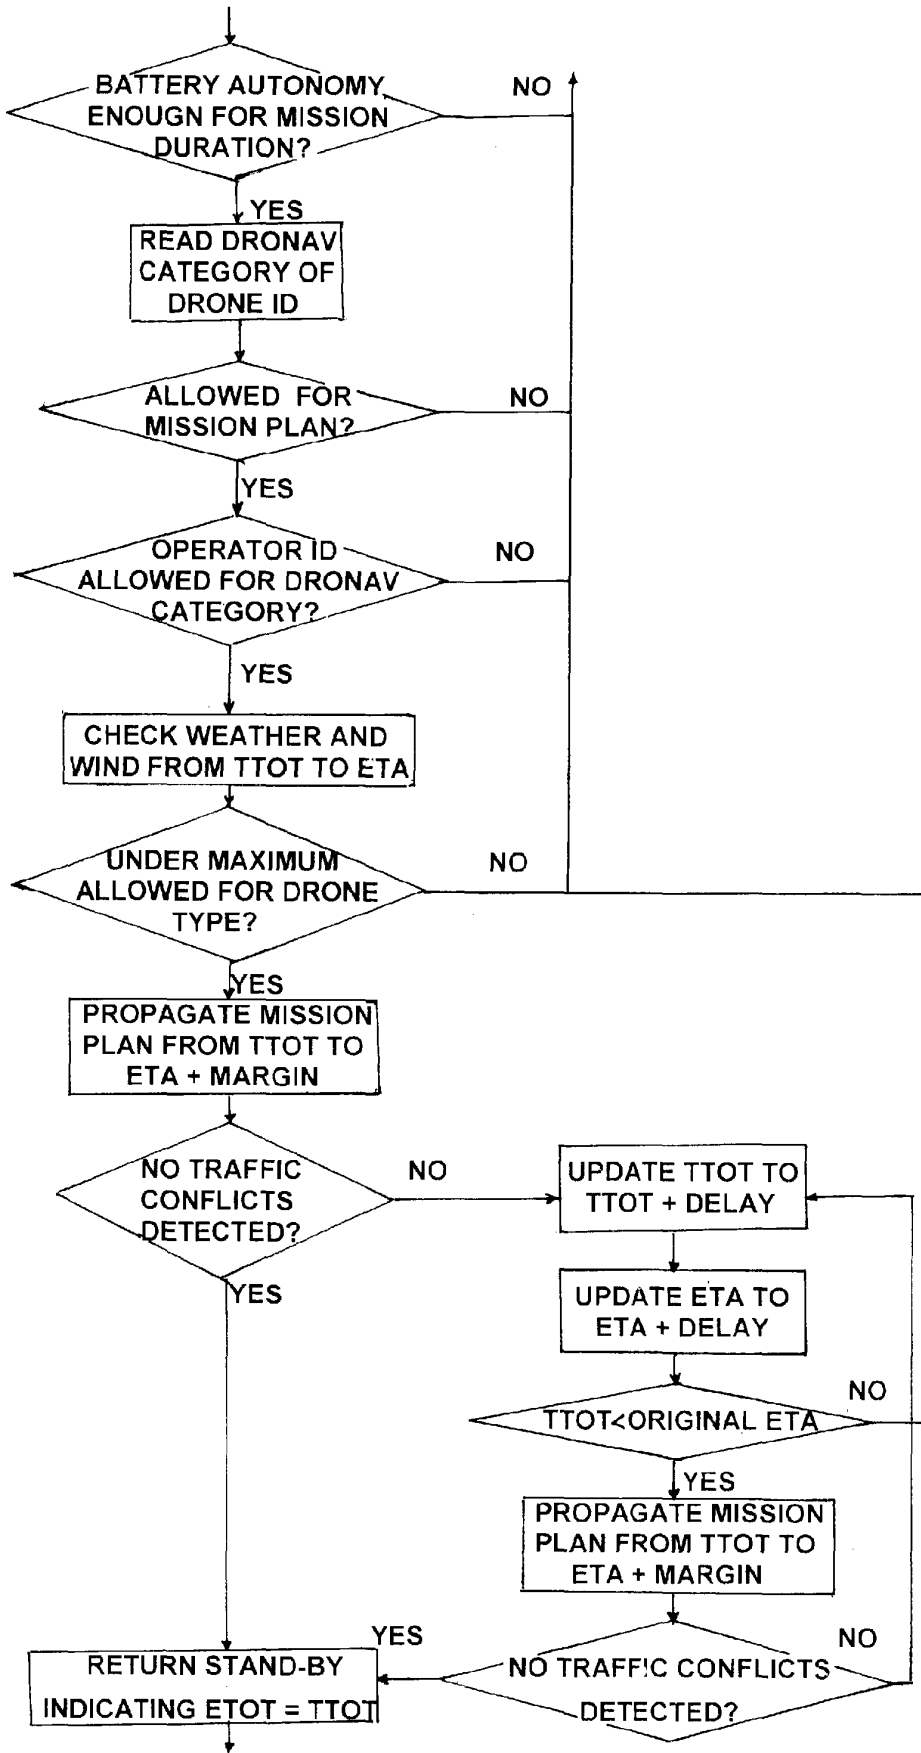 BATTERY AUTONOMY
ENOUGN FOR MISSION
DURATION?
NO
YES
READ DRONAV
CATEGORY OF
DRONE ID
ALLOWED FOR
MISSION PLAN?
NO
YES
OPERATOR ID
ALLOWED FOR DRONAV
CATEGORY?
NO
YES
CHECK WEATHER AND
WIND FROM TTOT TO ETA
UNDER MAXIMUM
ALLOWED FOR DRONE
TYPE?
NO
YES
PROPAGATE MISSION
PLAN FROM TTOT TO
ETA + MARGIN
NO TRAFFIC
CONFLICTS
DETECTED?
NO
YES
UPDATE TTOT TO
TTOT + DELAY
UPDATE ETA TO
ETA + DELAY
TTOT<ORIGINAL ETA
NO
YES
PROPAGATE MISSION
PLAN FROM TTOT TO
ETA + MARGIN
NO TRAFFIC CONFLICTS
DETECTED?
NO
YES
RETURN STAND-BY
INDICATING ETOT = TTOT